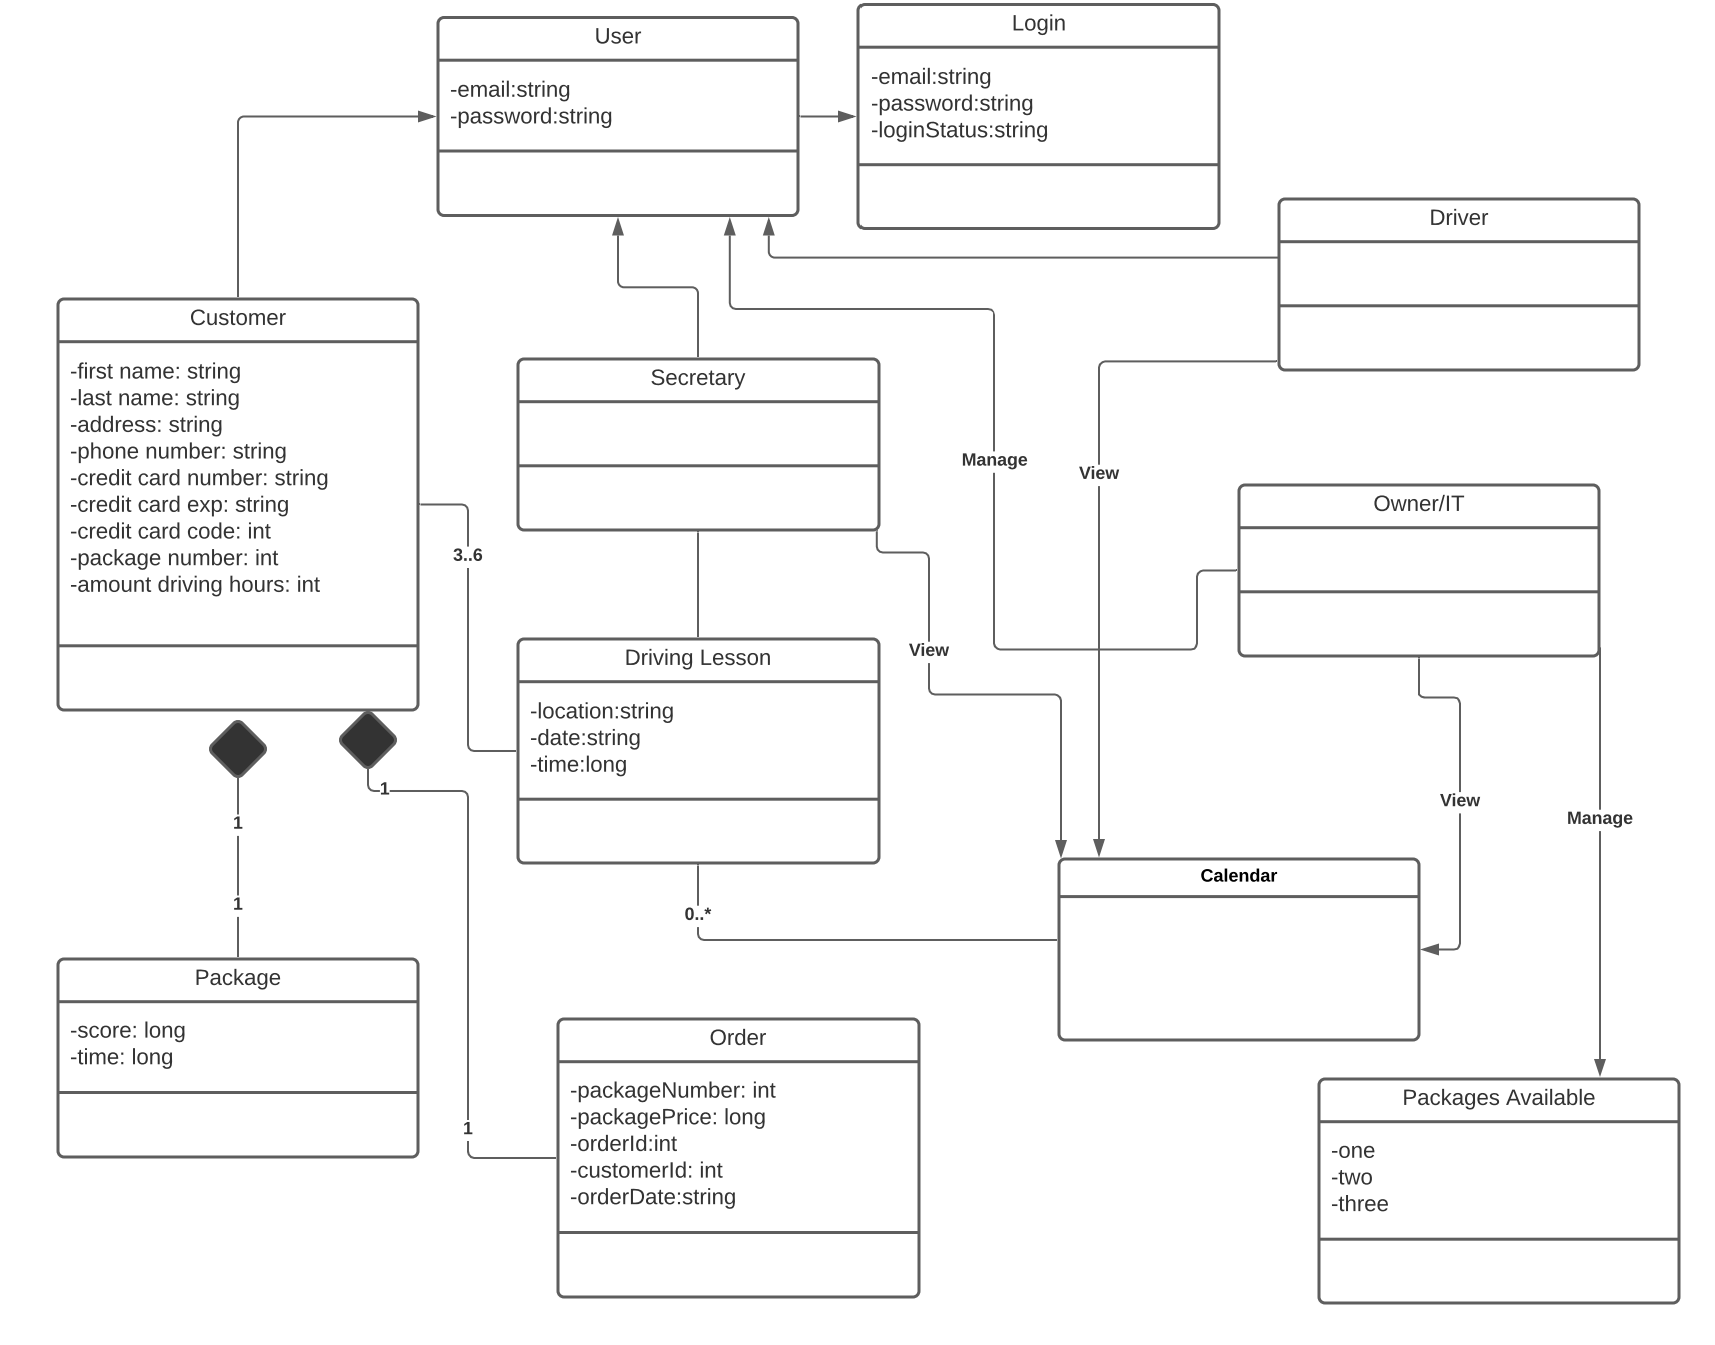 User
-email:string
-password:string
Login
-email:string
-password:string
-loginStatus:string
Driver
Customer
-first name: string
-last name: string
-address: string
-phone number: string
-credit card number: string
-credit card exp: string
-credit card code: int
-package number: int
-amount driving hours: int
Secretary
Manage
View
Owner/IT
3..6
View
Driving Lesson
-location:string
-date:string
-time:long
1
1
View
Manage
1
0..*
Calendar
Package
-score: long
-time: long
1
Order
-packageNumber: int
-packagePrice: long
-orderId:int
-customerId: int
-orderDate:string
Packages Available
-one
-two
-three